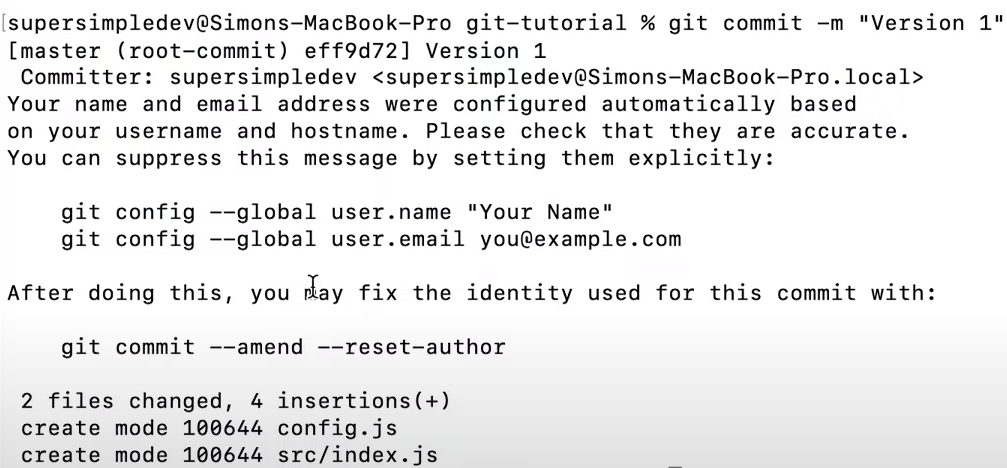 [supersimpledev@Simons-MacBook-Pro git-tutorial % git commit -m "Version 1"
[master (root-commit) eff9d72] Version 1
Committer: supersimpledev <supersimpledev@Simons-MacBook-Pro.local>
Your name and email address were configured automatically based
on your username and hostname. Please check that they are accurate.
You can suppress this message by setting them explicitly:
git config --global user.name "Your Name"
git config --global user.email you@example.com
After doing this, you may fix the identity used for this commit with:
git commit --amend --reset-author
2 files changed, 4 insertions(+)
create mode 100644 config.js
create mode 100644 src/index.js